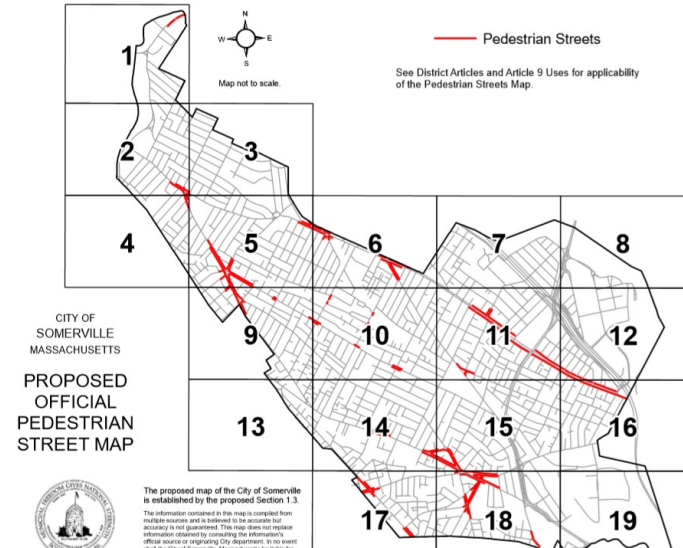 N
W E
S
Map not to scale.
Pedestrian Streets
See District Articles and Article 9 Uses for applicability
of the Pedestrian Streets Map.
1
2
3
4
5
6
7
8
9
10
11
12
13
14
15
16
17
18
19
CITY OF
SOMERVILLE
MASSACHUSETTS
PROPOSED
OFFICIAL
PEDESTRIAN
STREET MAP
The proposed map of the City of Somerville
is established by the proposed Section 1.3.
The information contained in this map is compiled from
multiple sources and is believed to be accurate but
accuracy is not guaranteed. This map does not replace
information obtained by consulting the information's
official source or originating City department. In no event